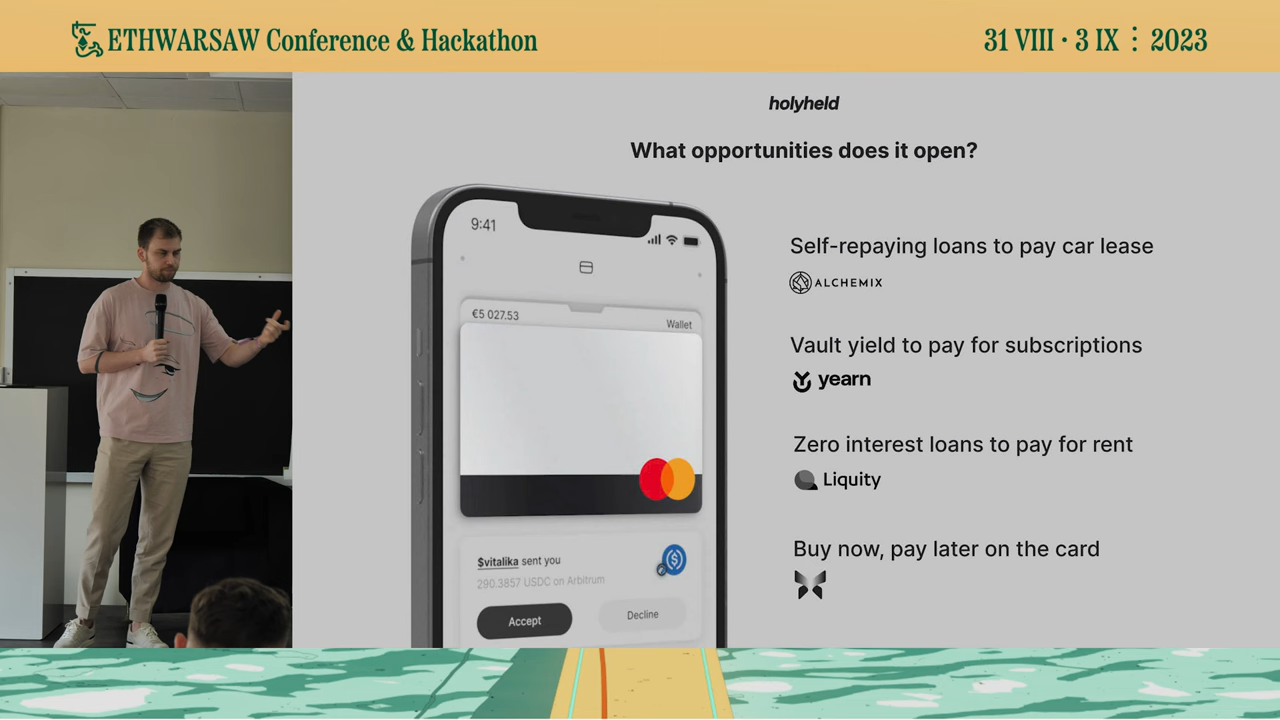 ETHWARSAW Conference & Hackathon
31 VIII · 3 IX ⋮ 2023
holyheld
What opportunities does it open?
9:41
€5 027.53
Wallet
$vitalika sent you
290.3857 USDC on Arbitrum
Accept
Decline
Self-repaying loans to pay car lease
ALCHEMIX
Vault yield to pay for subscriptions
yearn
Zero interest loans to pay for rent
Liquity
Buy now, pay later on the card